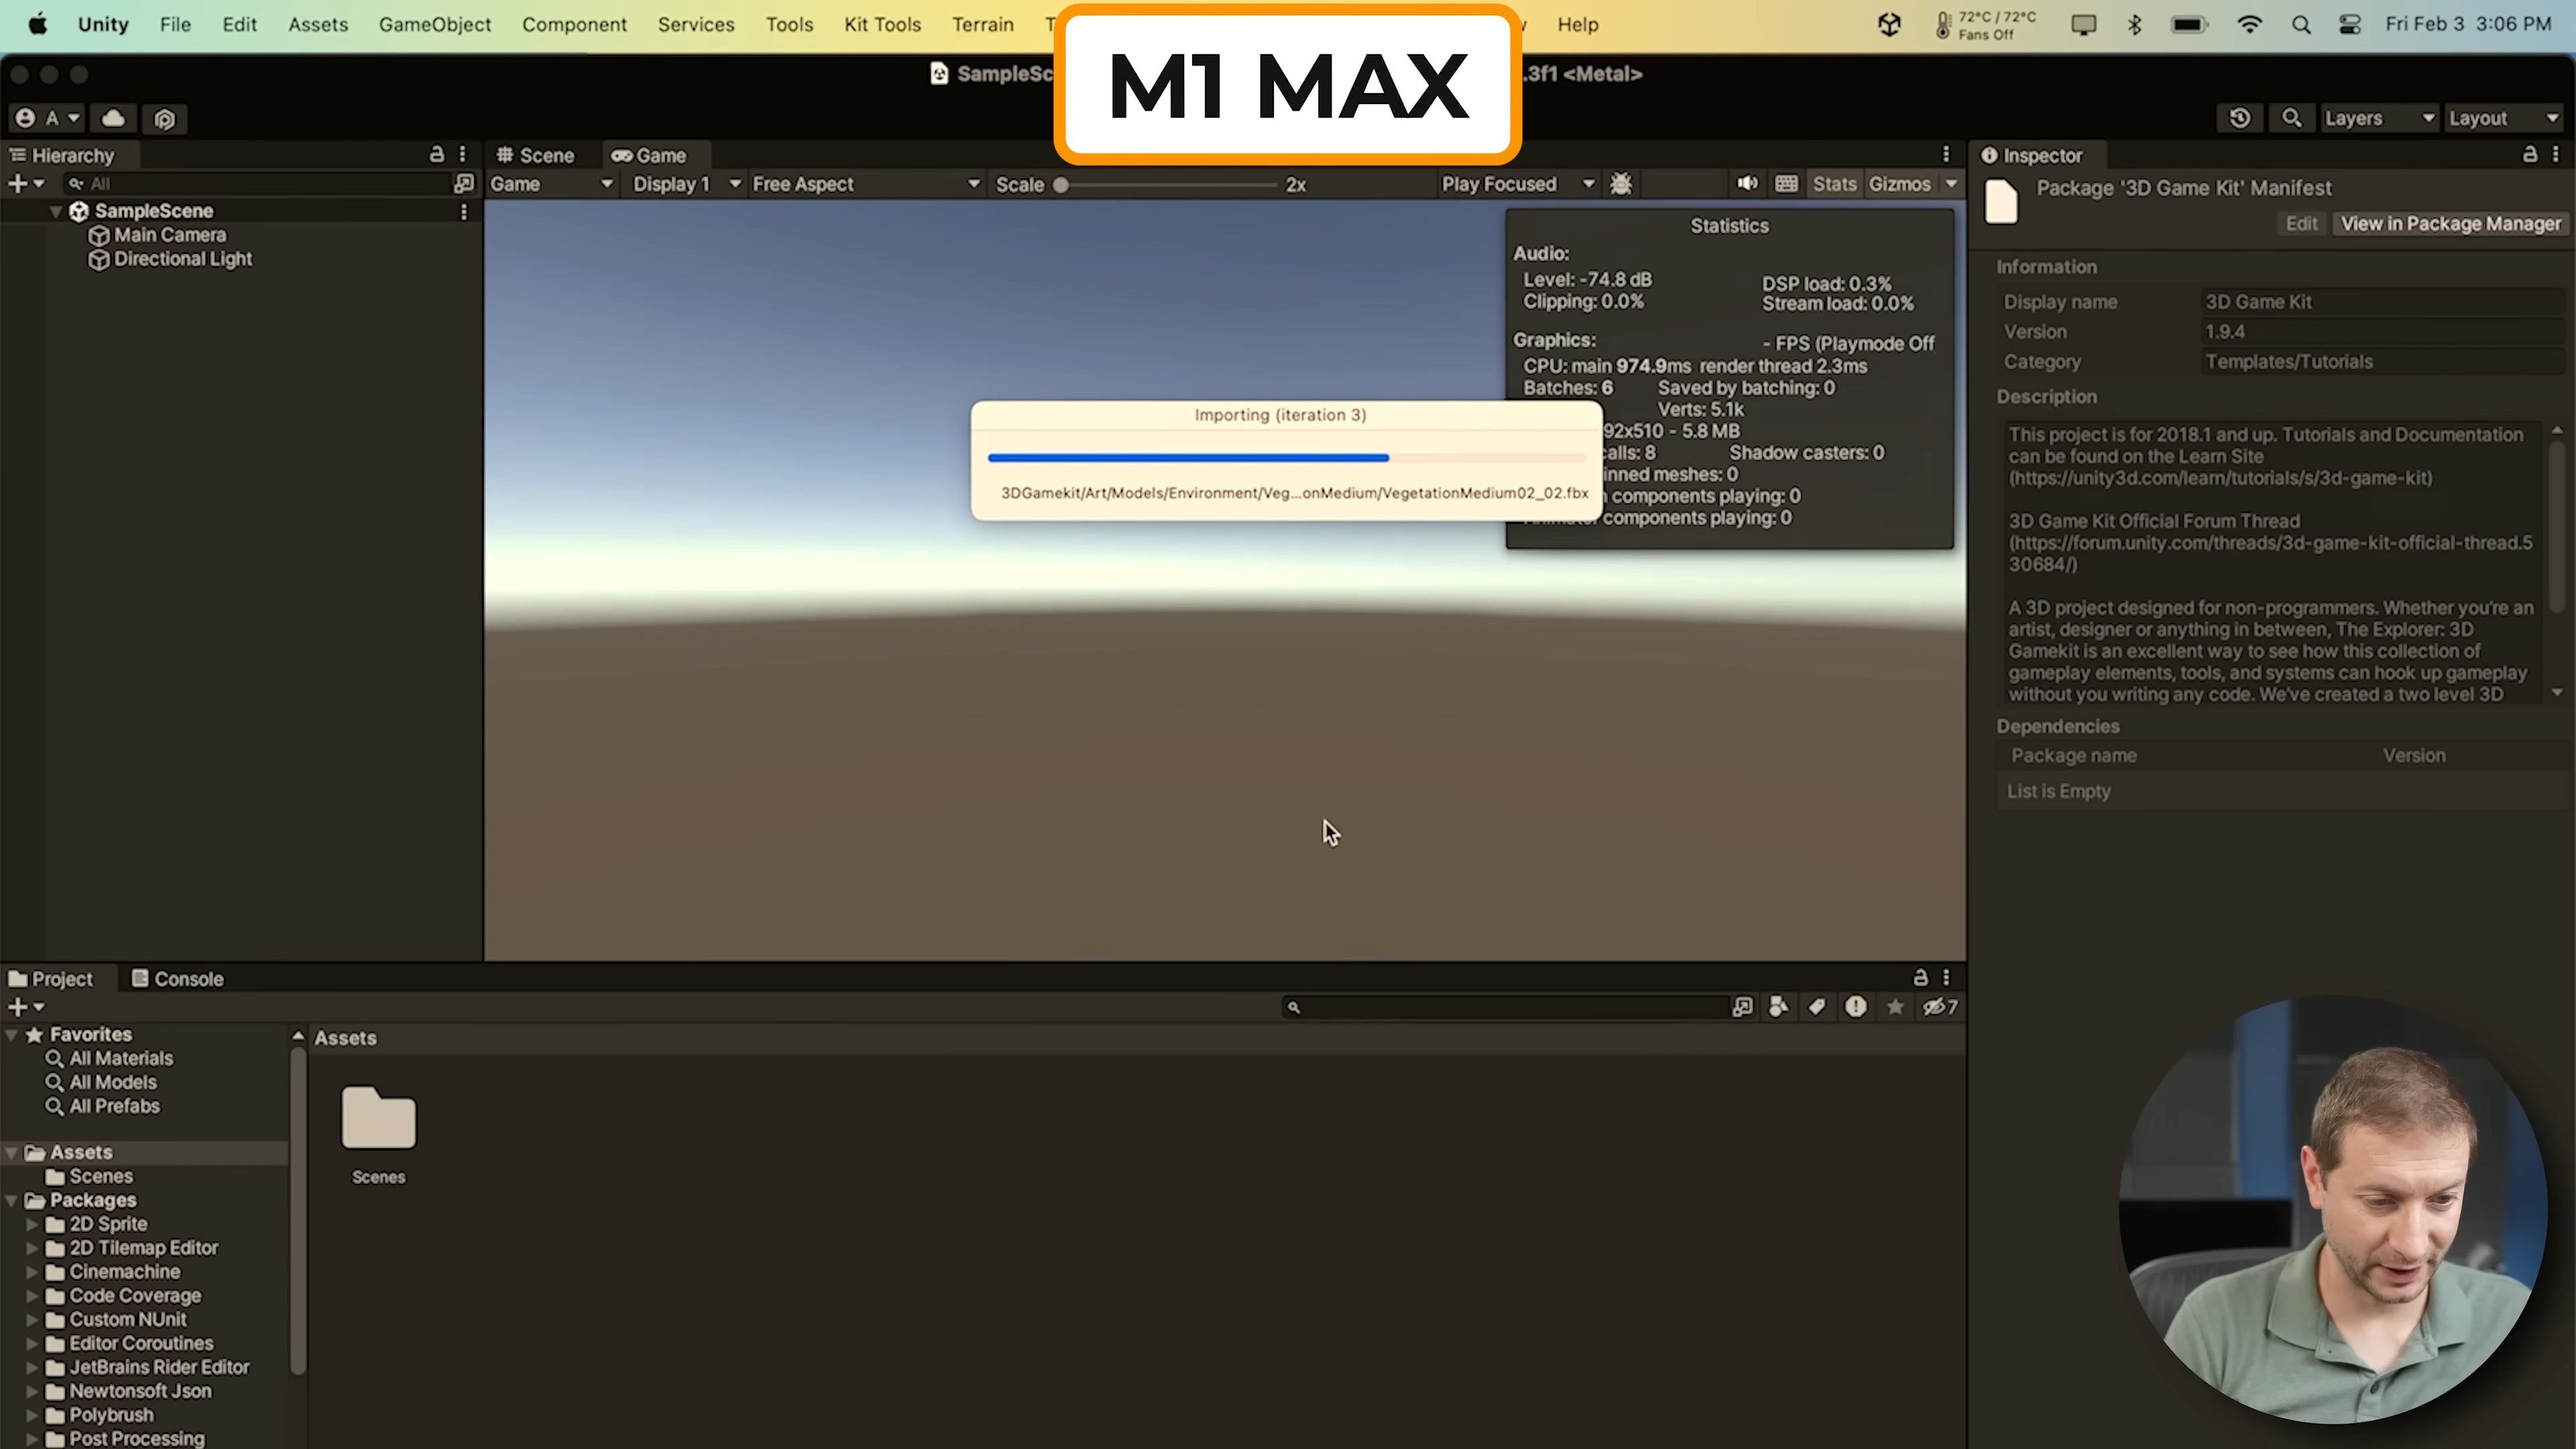 Unity File Edit Assets GameObject Component Services Tools Kit Tools Terrain
Help
72°C / 72°C
Fans Off
Fri Feb 3 3:06 PM
M1 MAX
.3f1 <Metal>
A
Layers
Layout
Hierarchy
All
SampleScene
Main Camera
Directional Light
Scene
Game
Game
Display 1
Free Aspect
Scale
2x
Play Focused
Stats
Gizmos
Statistics
Audio:
Level: -74.8 dB
DSP load: 0.3%
Clipping: 0.0%
Stream load: 0.0%
Graphics:
- FPS (Playmode Off
CPU: main 974.9ms render thread 2.3ms
Batches: 6
Saved by batching: 0
Verts: 5.1k
92x510 - 5.8 MB
calls: 8
Shadow casters: 0
inned meshes: 0
components playing: 0
components playing: 0
Importing (iteration 3)
3DGamekit/Art/Models/Environment/Veg...onMedium/VegetationMedium02_02.fbx
Inspector
Package '3D Game Kit' Manifest
Edit
View in Package Manager
Information
Display name
3D Game Kit
Version
1.9.4
Category
Templates/Tutorials
Description
This project is for 2018.1 and up. Tutorials and Documentation
can be found on the Learn Site
(https://unity3d.com/learn/tutorials/s/3d-game-kit)
3D Game Kit Official Forum Thread
(https://forum.unity.com/threads/3d-game-kit-official-thread.5
30684/)
A 3D project designed for non-programmers. Whether you're an
artist, designer or anything in between, The Explorer: 3D
Gamekit is an excellent way to see how this collection of
gameplay elements, tools, and systems can hook up gameplay
without you writing any code. We've created a two level 3D
Dependencies
Package name
Version
List is Empty
Project
Console
7
Favorites
All Materials
All Models
All Prefabs
Assets
Scenes
Packages
2D Sprite
2D Tilemap Editor
Cinemachine
Code Coverage
Custom NUnit
Editor Coroutines
JetBrains Rider Editor
Newtonsoft Json
Polybrush
Post Processing
Assets
Scenes